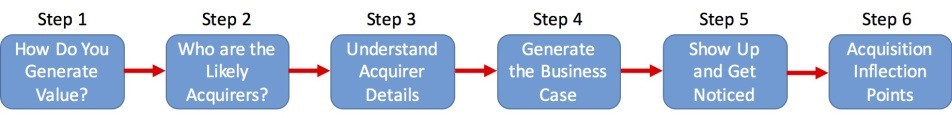 Step 1
How Do You
Generate
Value?
Step 2
Who are the
Likely
Acquirers?
Step 3
Understand
Acquirer
Details
Step 4
Generate
the Business
Case
Step 5
Show Up
and Get
Noticed
Step 6
Acquisition
Inflection
Points